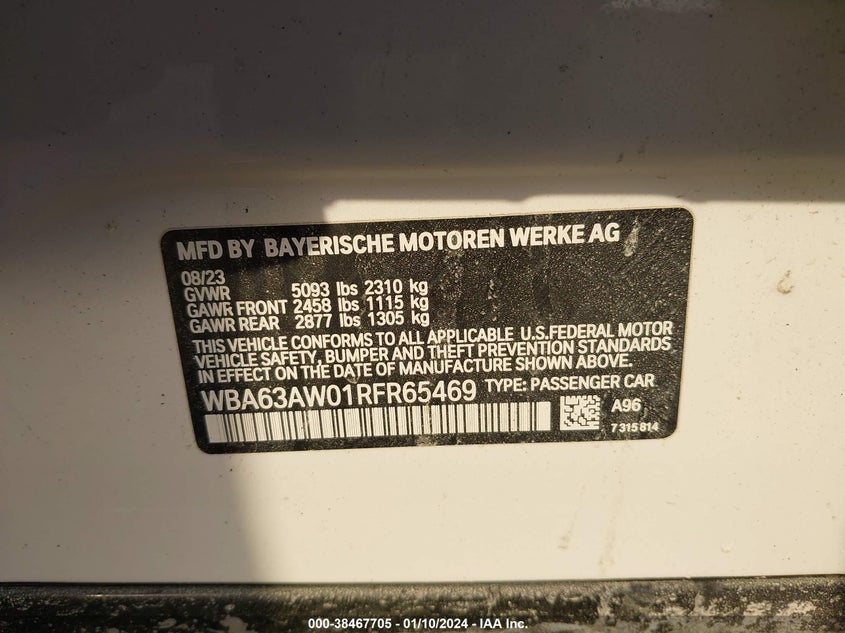 MFD BY BAYERISCHE MOTOREN WERKE AG
08/23
GVWR 5093 lbs 2310 kg
GAWR FRONT 2458 lbs 1115 kg
GAWR REAR 2877 lbs 1305 kg
THIS VEHICLE CONFORMS TO ALL APPLICABLE U.S.FEDERAL MOTOR
VEHICLE SAFETY, BUMPER AND THEFT PREVENTION STANDARDS
IN EFFECT ON THE DATE OF MANUFACTURE SHOWN ABOVE.
WBA63AW01RFR65469 TYPE: PASSENGER CAR
A96
7315814
000-38467705 - 01/10/2024 - IAA Inc.